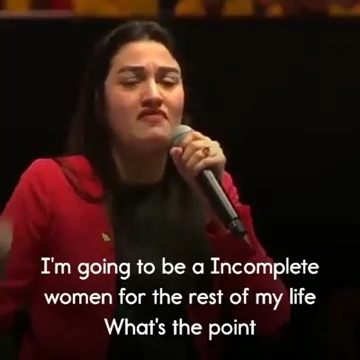 I'm going to be a Incomplete
women for the rest of my life
What's the point